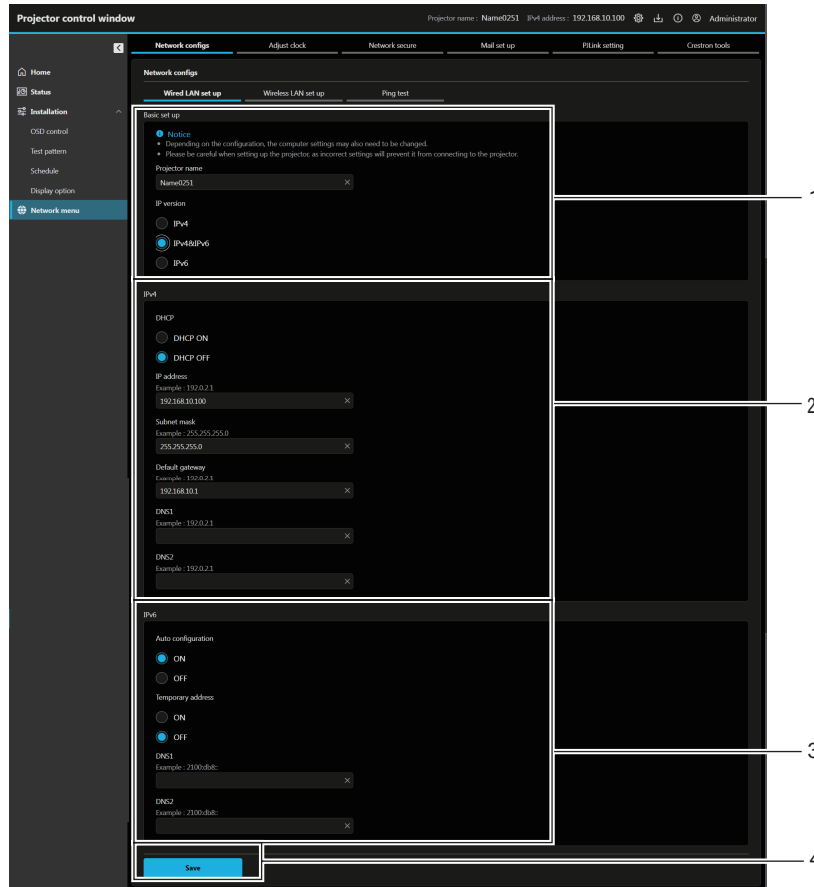 Projector control window
Projector name : Name0251 IPv4 address : 192.168.10.100 Administrator
Network configs Adjust clock Network secure Mail set up PJLink setting Crestron tools
Home
Status
Installation
OSD control
Test pattern
Schedule
Display option
Network menu
Network configs
Wired LAN set up Wireless LAN set up Ping test
Basic set up
Notice
• Depending on the configuration, the computer settings may also need to be changed.
• Please be careful when setting up the projector, as incorrect settings will prevent it from connecting to the projector.
Projector name
Name0251
IP version
IPv4
IPv4&IPv6
IPv6
1
IPv4
DHCP
DHCP ON
DHCP OFF
IP address
Example : 192.0.2.1
192.168.10.100
Subnet mask
Example : 255.255.255.0
255.255.255.0
Default gateway
Example : 192.0.2.1
192.168.10.1
DNS1
Example : 192.0.2.1
DNS2
Example : 192.0.2.1
2
IPv6
Auto configuration
ON
OFF
Temporary address
ON
OFF
DNS1
Example : 2100:db8::
DNS2
Example : 2100:db8::
3
Save
4